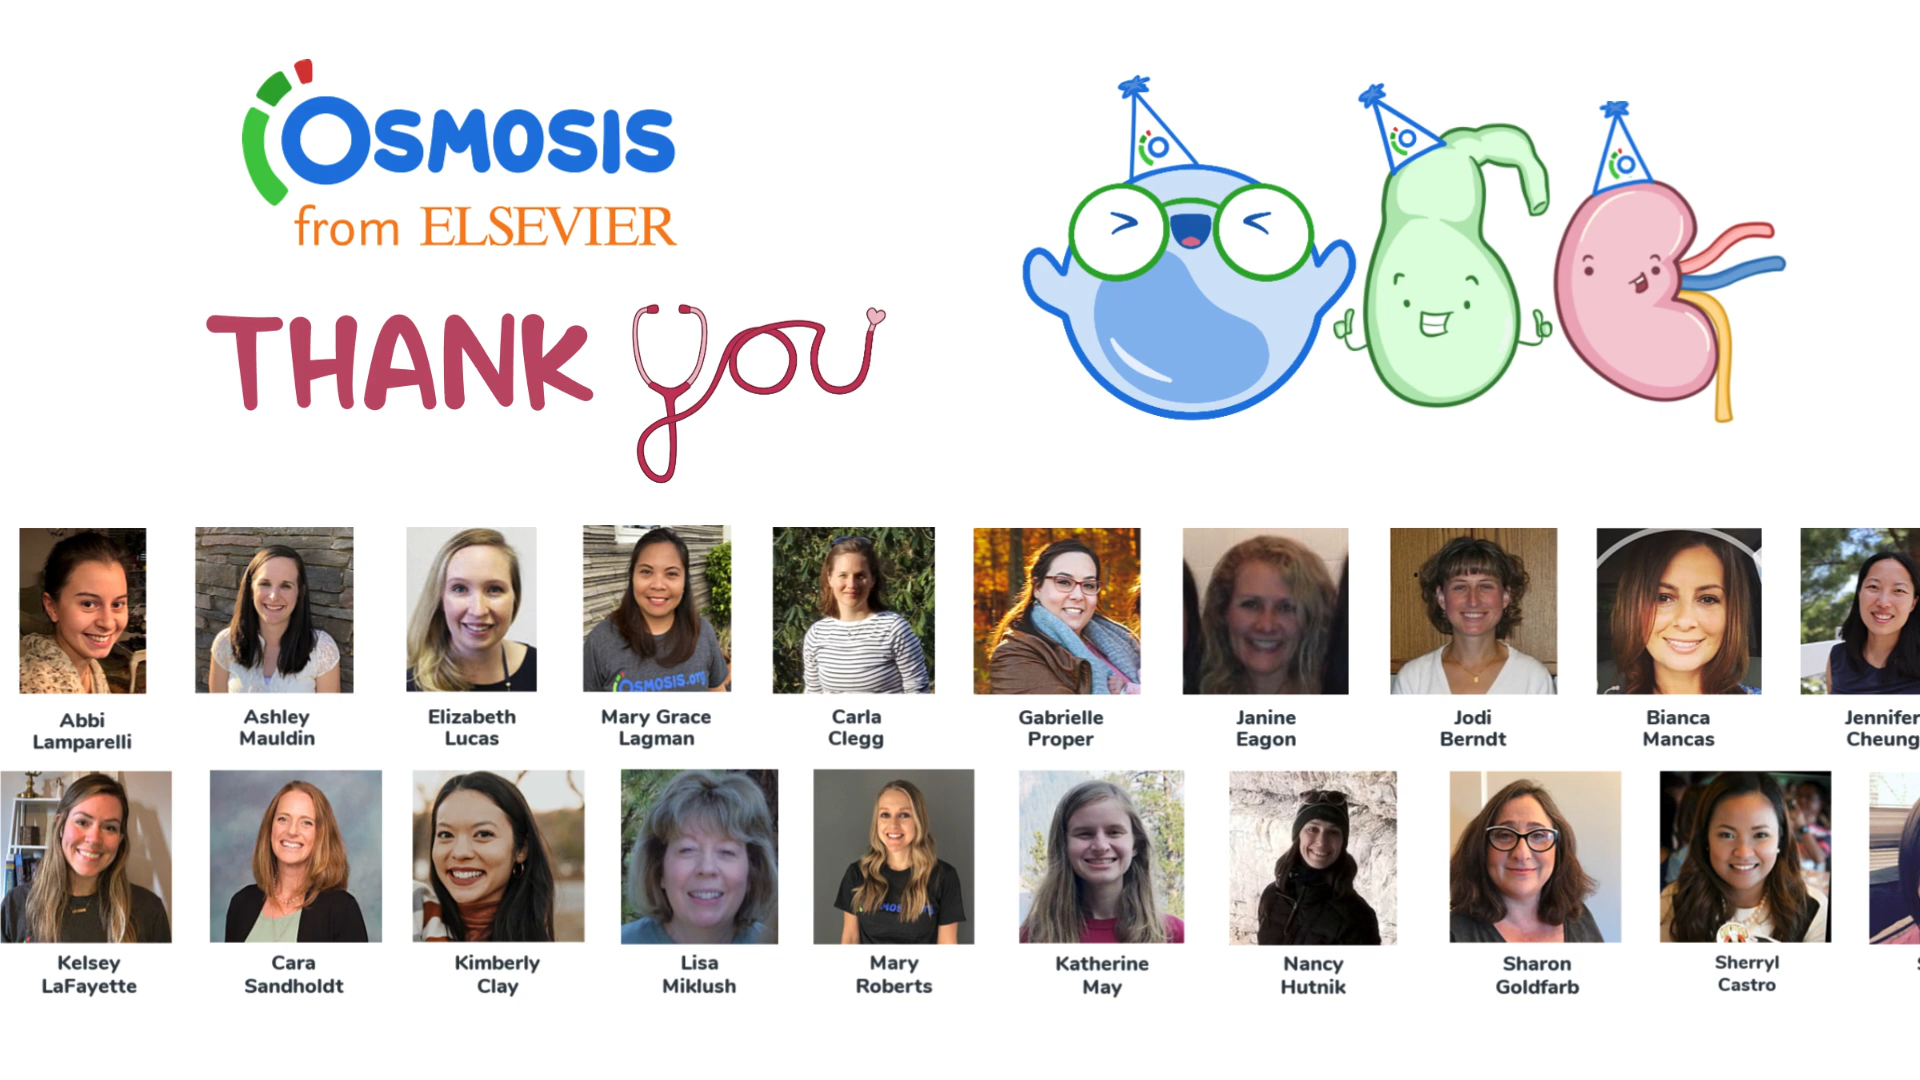 OSMOSIS
from ELSEVIER
THANK you
OSMOSIS.org
Abbi
Lamparelli
Ashley
Mauldin
Elizabeth
Lucas
Mary Grace
Lagman
Carla
Clegg
Gabrielle
Proper
Janine
Eagon
Jodi
Berndt
Bianca
Mancas
Jennifer
Cheung
Kelsey
LaFayette
Cara
Sandholdt
Kimberly
Clay
Lisa
Miklush
Mary
Roberts
Katherine
May
Nancy
Hutnik
Sharon
Goldfarb
Sherryl
Castro